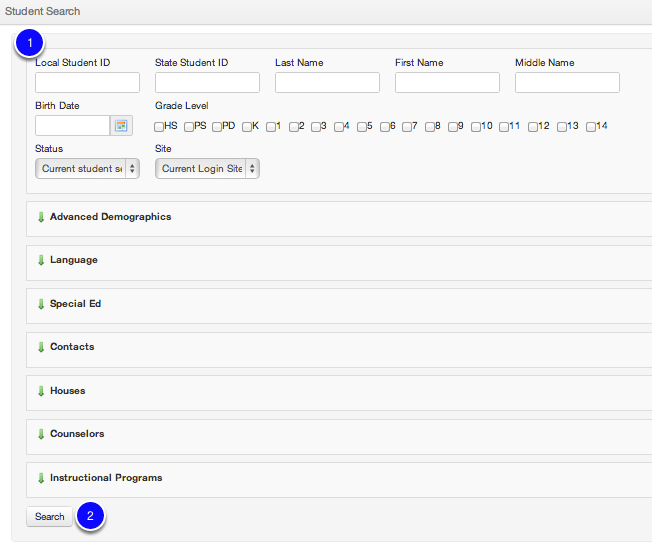 Student Search
1
Local Student ID State Student ID Last Name First Name Middle Name
Birth Date Grade Level
HS PS PD K 1 2 3 4 5 6 7 8 9 10 11 12 13 14
Status Site
Current student se Current Login Site
Advanced Demographics
Language
Special Ed
Contacts
Houses
Counselors
Instructional Programs
Search 2